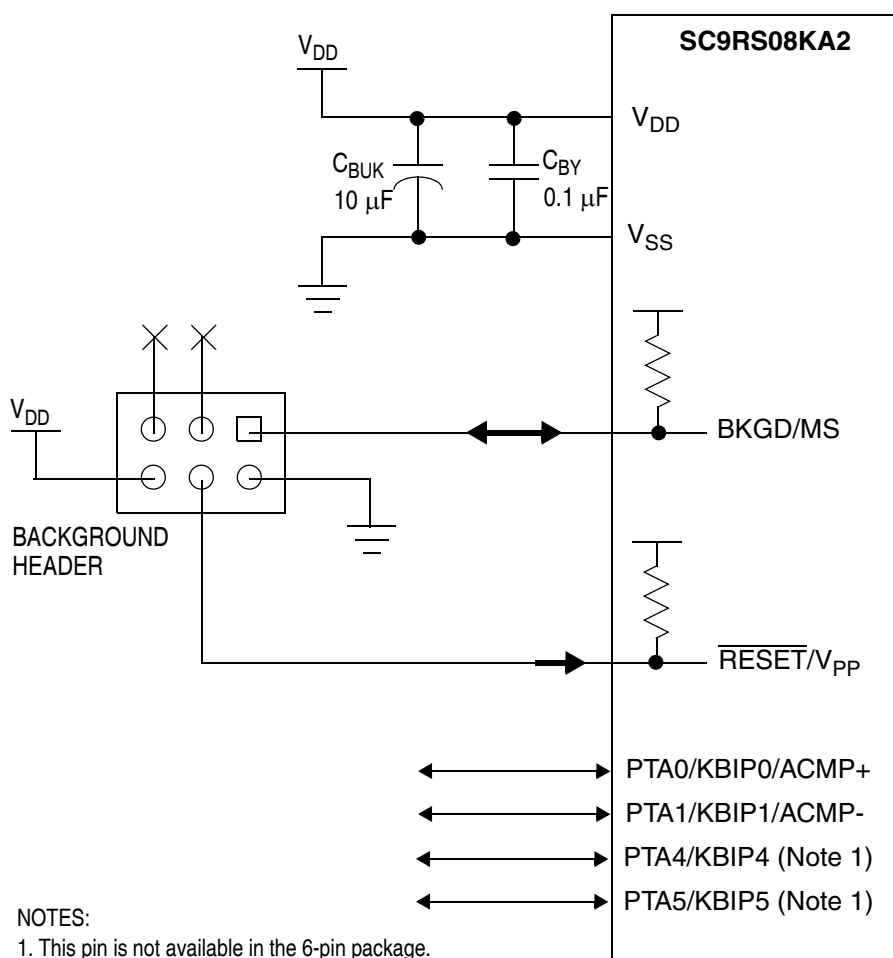 SC9RS08KA2
VDD
VDD
CBUK
10 μF
CBY
0.1 μF
VSS
VDD
BKGD/MS
BACKGROUND
HEADER
RESET/VPP
PTA0/KBIP0/ACMP+
PTA1/KBIP1/ACMP-
PTA4/KBIP4 (Note 1)
PTA5/KBIP5 (Note 1)
NOTES:
1. This pin is not available in the 6-pin package.